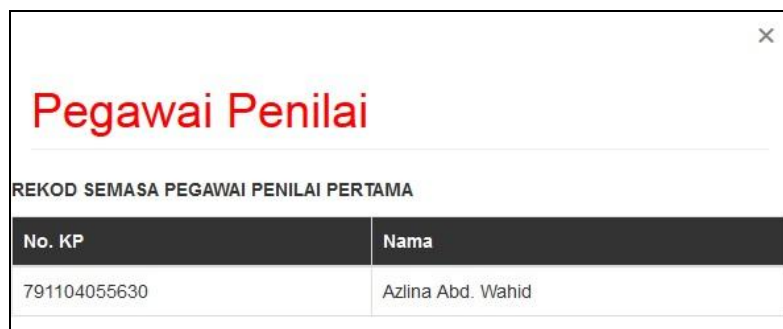 ×
Pegawai Penilai
REKOD SEMASA PEGAWAI PENILAI PERTAMA
No. KP Nama
791104055630 Azlina Abd. Wahid